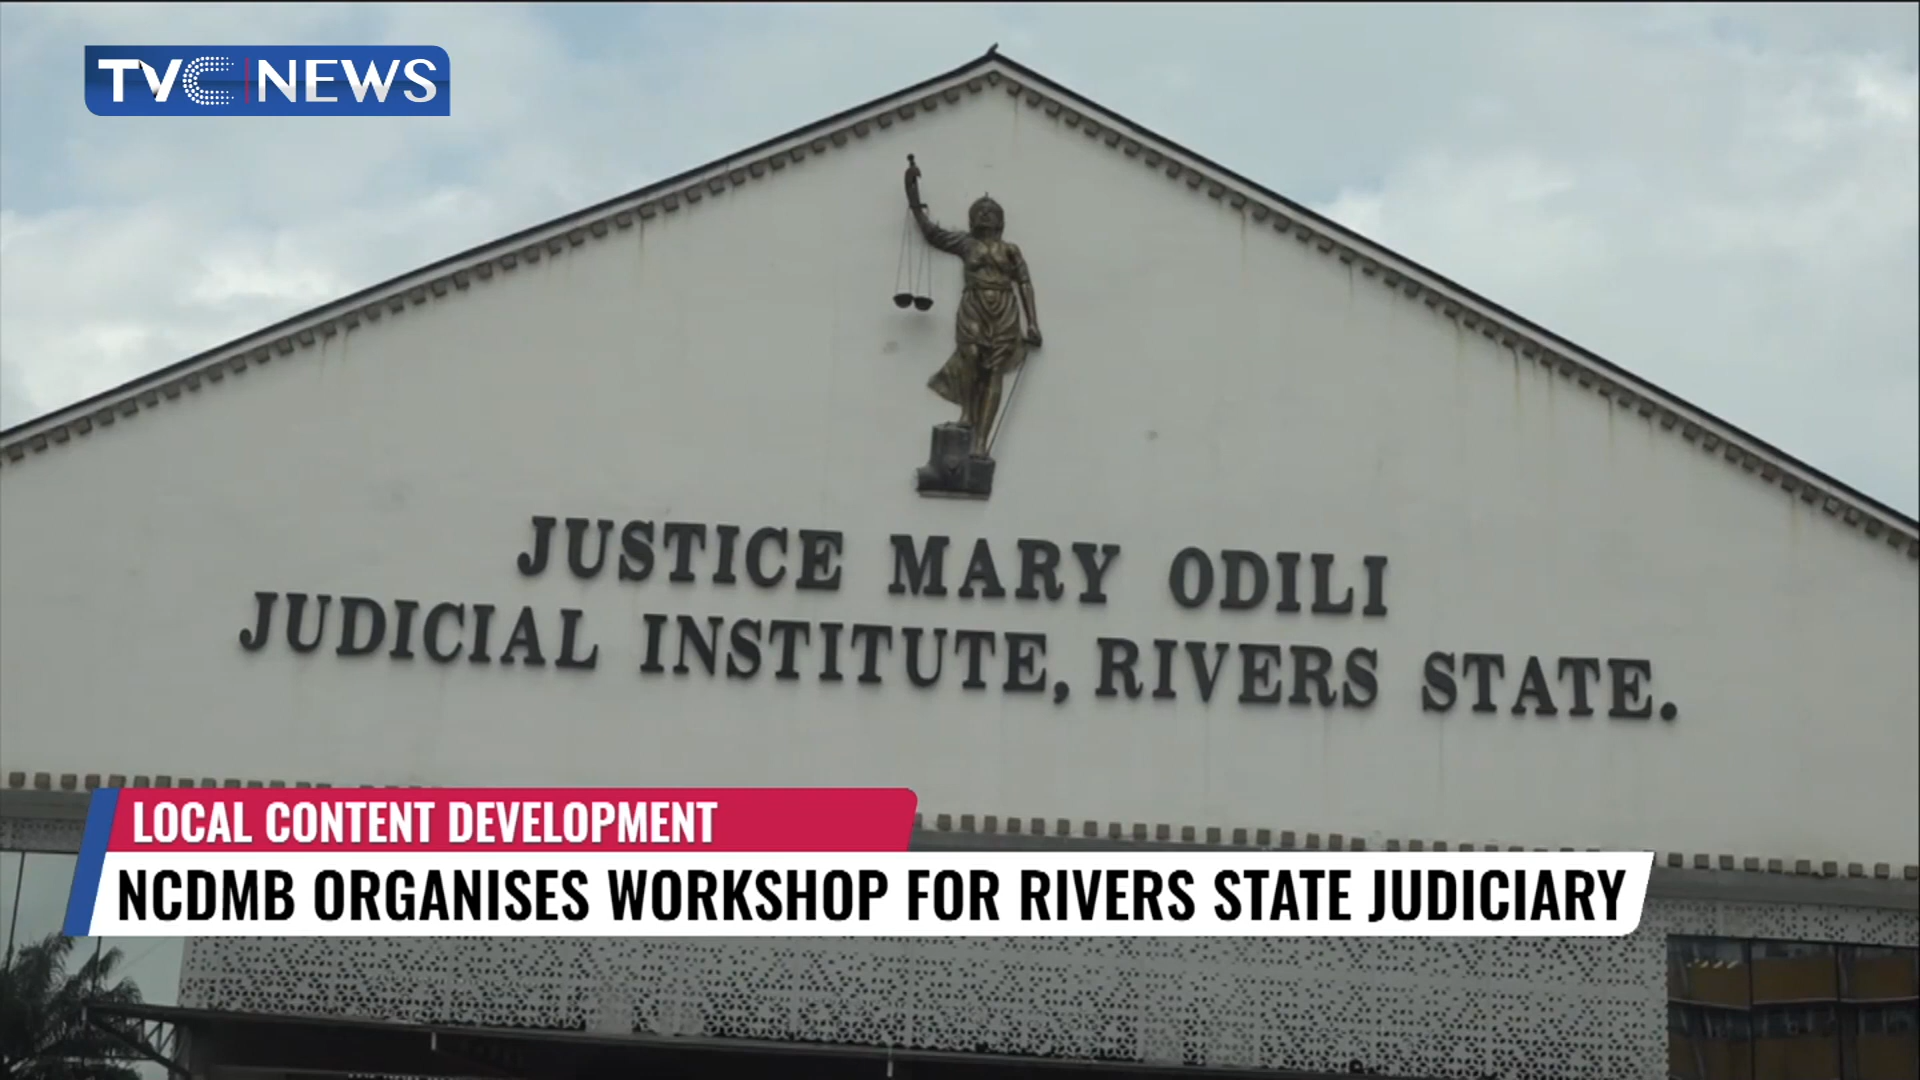 TVC NEWS
JUSTICE MARY ODILI
JUDICIAL INSTITUTE, RIVERS STATE.
LOCAL CONTENT DEVELOPMENT
NCDMB ORGANISES WORKSHOP FOR RIVERS STATE JUDICIARY